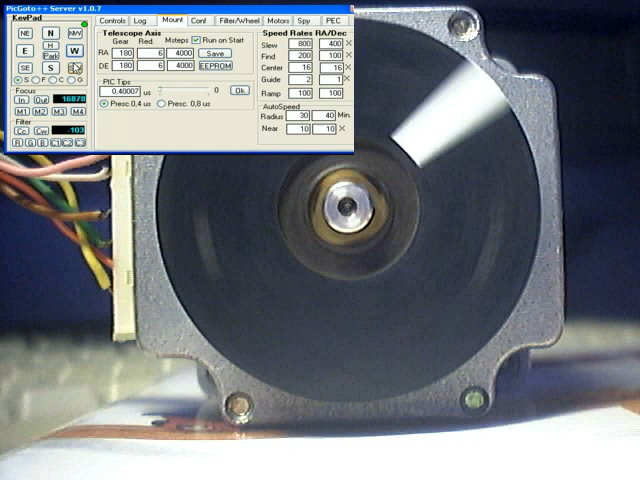 PicGoto++ Server v1.0.7
KeyPad
NE N NW
E H Park W
SE S
S F C G
Focus
In Out 16878
M1 M2 M3 M4
Filter
Cc Cw -103
R G B C1 C2 C3
Controls Log Mount Conf Filter/Wheel Motors Spy PEC
Telescope Axis
Gear Red. Msteps Run on Start
RA 180 6 4000 Save
DE 180 6 4000 EEPROM
PIC Tips
0,40007 us 0 Ok
Presc.0,4 us Presc. 0,8 us
Speed Rates RA/Dec
Slew 800 400
Find 200 100
Center 16 16
Guide 2 1
Ramp 100 100
AutoSpeed
Radius 30 40 Min.
Near 10 10